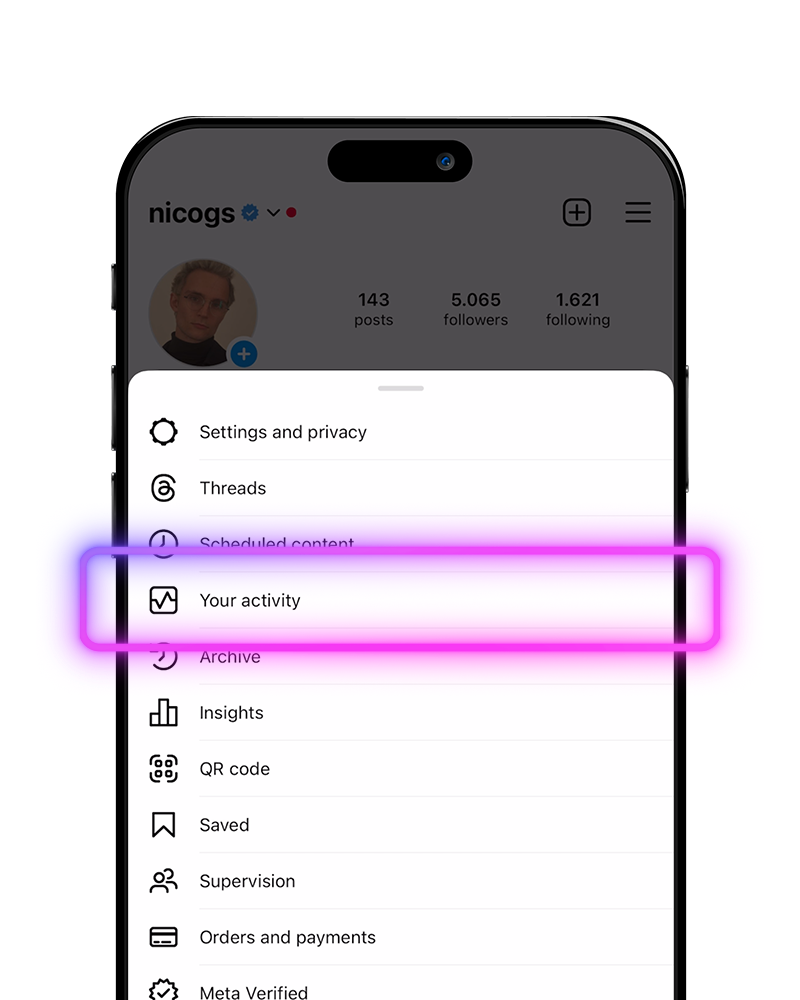 nicogs
143 5.065 1.621
posts followers following
Settings and privacy
Threads
Scheduled content
Your activity
Archive
Insights
QR code
Saved
Supervision
Orders and payments
Meta Verified